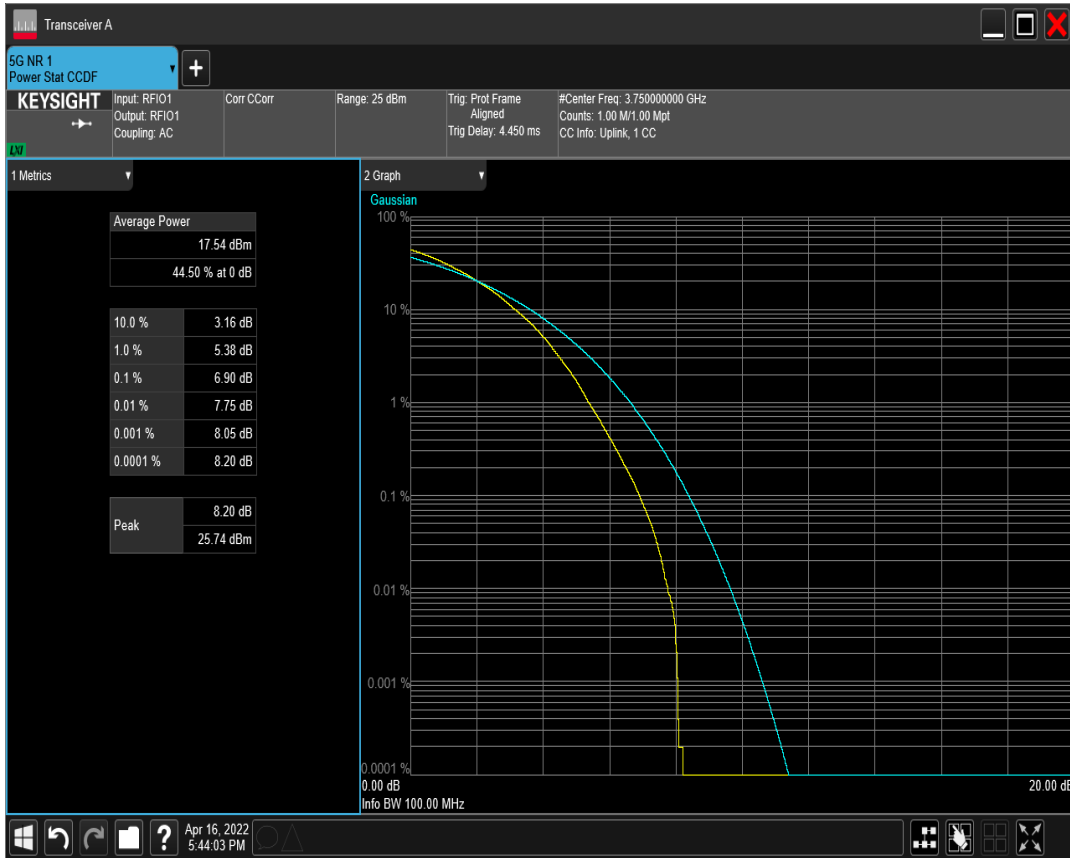 Transceiver A
5G NR 1
Power Stat CCDF
KEYSIGHT
LXI
Input: RFIO1
Output: RFIO1
Coupling: AC
Corr CCorr
Range: 25 dBm
Trig: Prot Frame
Aligned
Trig Delay: 4.450 ms
#Center Freq: 3.750000000 GHz
Counts: 1.00 M/1.00 Mpt
CC Info: Uplink, 1 CC
1 Metrics
Average Power
17.54 dBm
44.50 % at 0 dB
10.0 % 3.16 dB
1.0 % 5.38 dB
0.1 % 6.90 dB
0.01 % 7.75 dB
0.001 % 8.05 dB
0.0001 % 8.20 dB
Peak
8.20 dB
25.74 dBm
2 Graph
Gaussian
100 %
10 %
1 %
0.1 %
0.01 %
0.001 %
0.0001 %
0.00 dB 20.00 dB
Info BW 100.00 MHz
?
Apr 16, 2022
5:44:03 PM